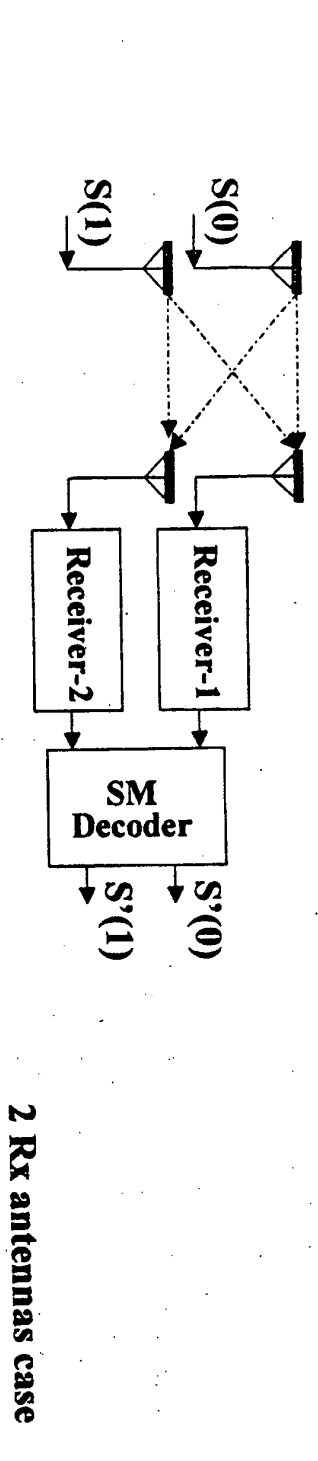 S(0)
S(1)
Receiver-1
Receiver-2
SM
Decoder
S’(0)
S’(1)
2 Rx antennas case